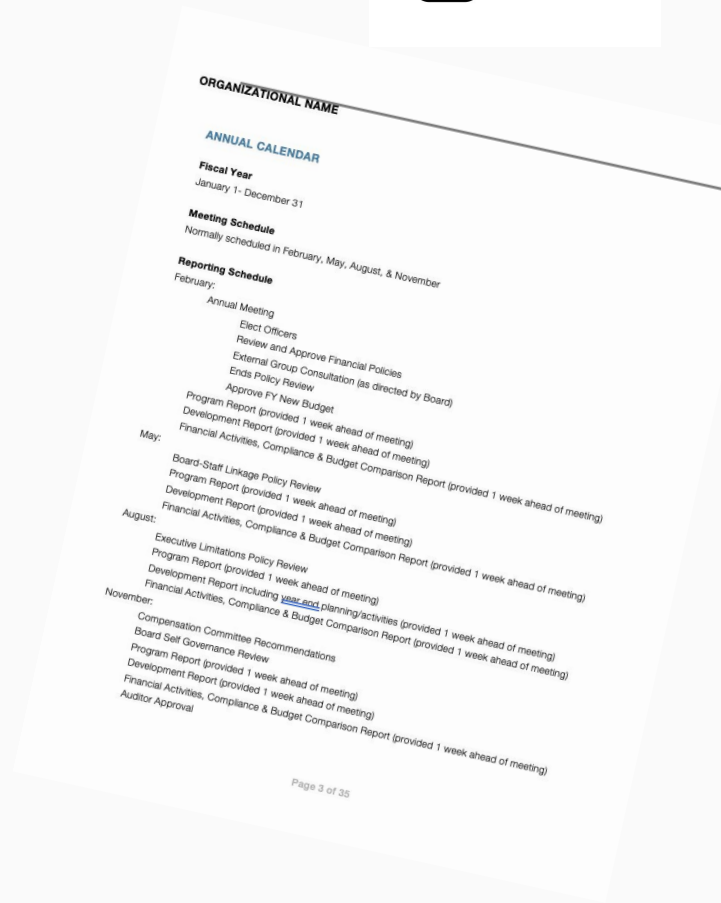 ORGANIZATIONAL NAME
ANNUAL CALENDAR
Fiscal Year
January 1- December 31
Meeting Schedule
Normally scheduled in February, May, August, & November
Reporting Schedule
February:
Annual Meeting
Elect Officers
Review and Approve Financial Policies
External Group Consultation (as directed by Board)
Ends Policy Review
Approve FY New Budget
Program Report (provided 1 week ahead of meeting)
Development Report (provided 1 week ahead of meeting)
Financial Activities, Compliance & Budget Comparison Report (provided 1 week ahead of meeting)
May:
Board-Staff Linkage Policy Review
Program Report (provided 1 week ahead of meeting)
Development Report (provided 1 week ahead of meeting)
Financial Activities, Compliance & Budget Comparison Report (provided 1 week ahead of meeting)
August:
Executive Limitations Policy Review
Program Report (provided 1 week ahead of meeting)
Development Report including year end planning/activities (provided 1 week ahead of meeting)
Financial Activities, Compliance & Budget Comparison Report (provided 1 week ahead of meeting)
November:
Compensation Committee Recommendations
Board Self Governance Review
Program Report (provided 1 week ahead of meeting)
Development Report (provided 1 week ahead of meeting)
Financial Activities, Compliance & Budget Comparison Report (provided 1 week ahead of meeting)
Auditor Approval
Page 3 of 35